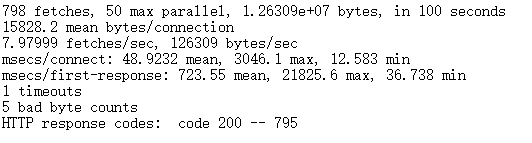 798 fetches, 50 max parallel, 1.26309e+07 bytes, in 100 seconds
15828.2 mean bytes/connection
7.97999 fetches/sec, 126309 bytes/sec
msecs/connect: 48.9232 mean, 3046.1 max, 12.583 min
msecs/first-response: 723.55 mean, 21825.6 max, 36.738 min
1 timeouts
5 bad byte counts
HTTP response codes:  code 200 -- 795